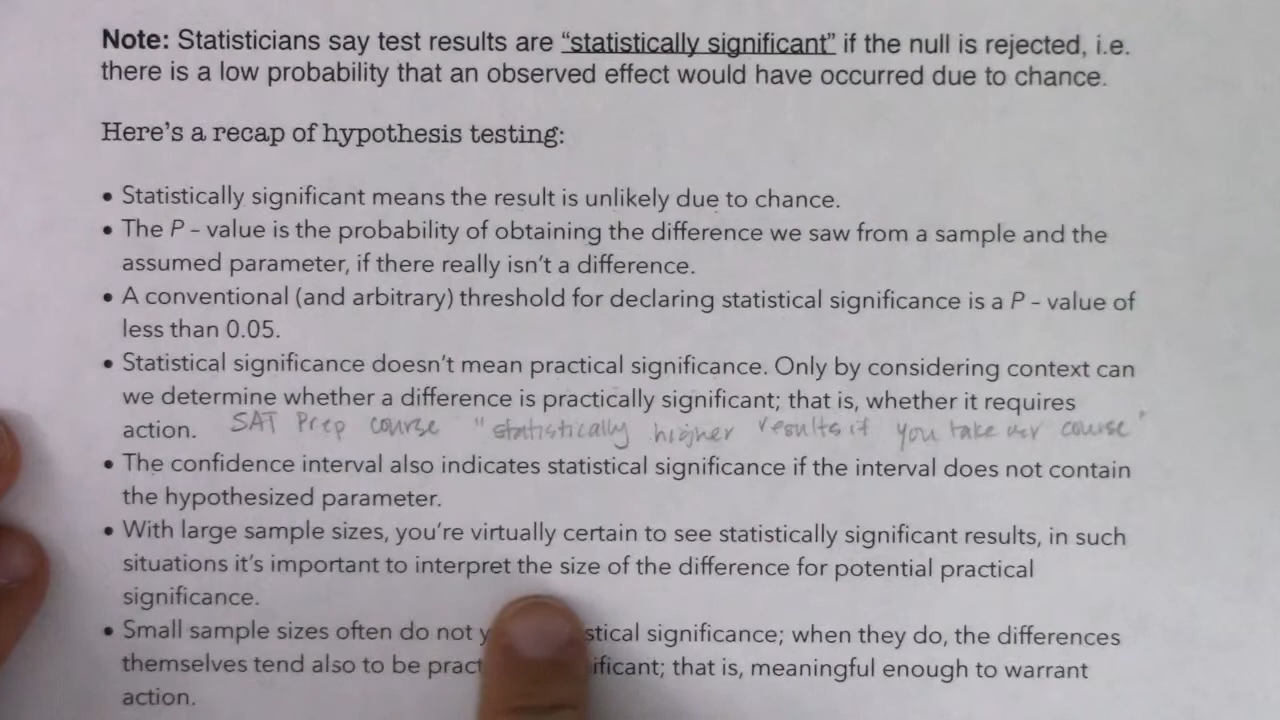 Note: Statisticians say test results are “statistically significant” if the null is rejected, i.e.
there is a low probability that an observed effect would have occurred due to chance.
Here’s a recap of hypothesis testing:
• Statistically significant means the result is unlikely due to chance.
• The P – value is the probability of obtaining the difference we saw from a sample and the
assumed parameter, if there really isn’t a difference.
• A conventional (and arbitrary) threshold for declaring statistical significance is a P – value of
less than 0.05.
• Statistical significance doesn’t mean practical significance. Only by considering context can
we determine whether a difference is practically significant; that is, whether it requires
action. SAT Prep course "statistically higher results if you take our course"
• The confidence interval also indicates statistical significance if the interval does not contain
the hypothesized parameter.
• With large sample sizes, you’re virtually certain to see statistically significant results, in such
situations it’s important to interpret the size of the difference for potential practical
significance.
• Small sample sizes often do not significance; when they do, the differences
themselves tend also to be that is, meaningful enough to warrant
action.